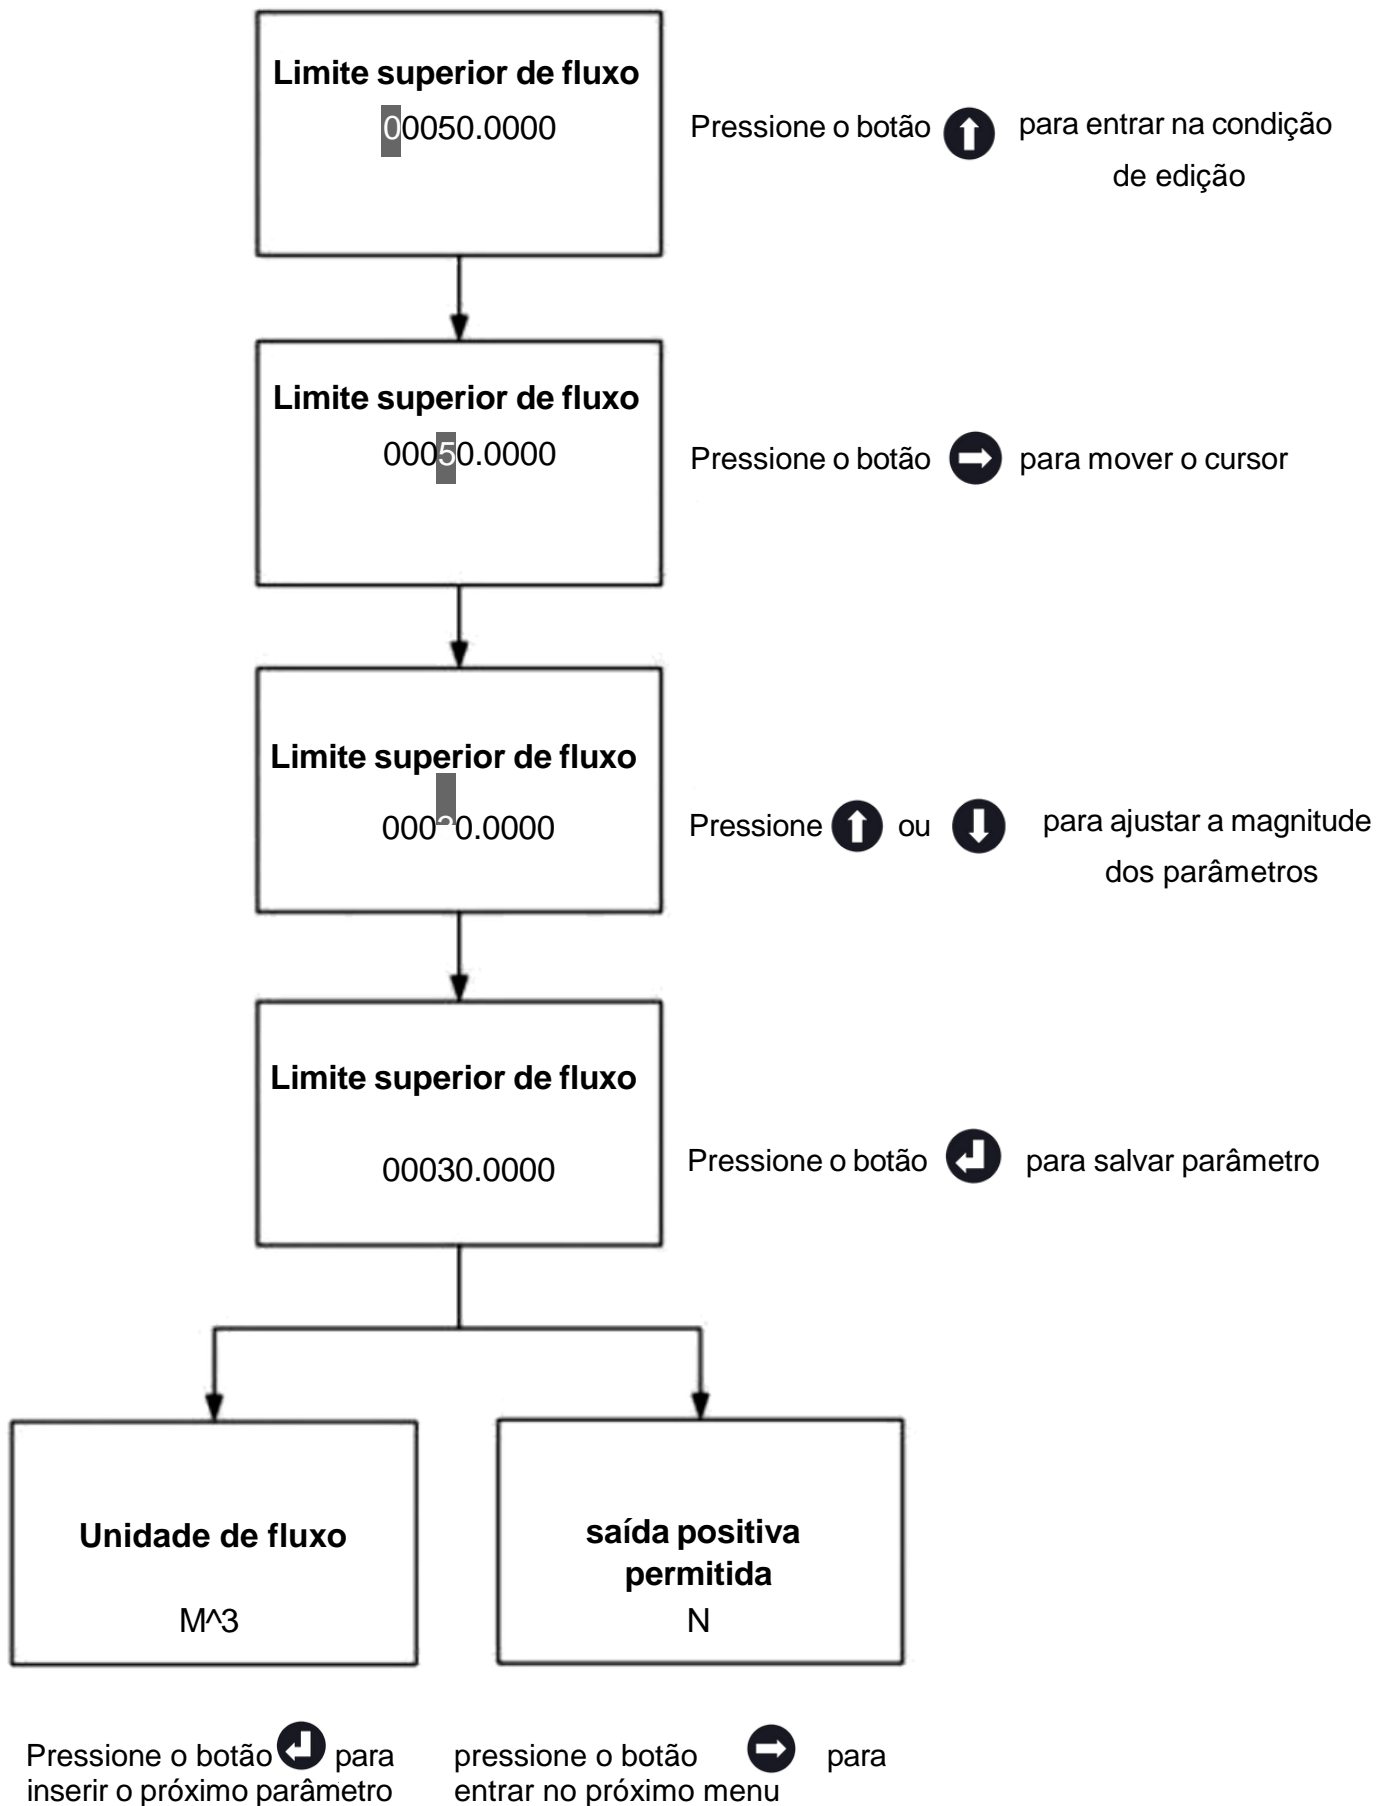 Limite superior de fluxo
00050.0000
Pressione o botão para entrar na condição
de edição
Limite superior de fluxo
00050.0000
Pressione o botão para mover o cursor
Limite superior de fluxo
000 0.0000
Pressione ou para ajustar a magnitude
dos parâmetros
Limite superior de fluxo
00030.0000
Pressione o botão para salvar parâmetro
Unidade de fluxo
M^3
saída positiva
permitida
N
Pressione o botão para
inserir o próximo parâmetro
pressione o botão para
entrar no próximo menu